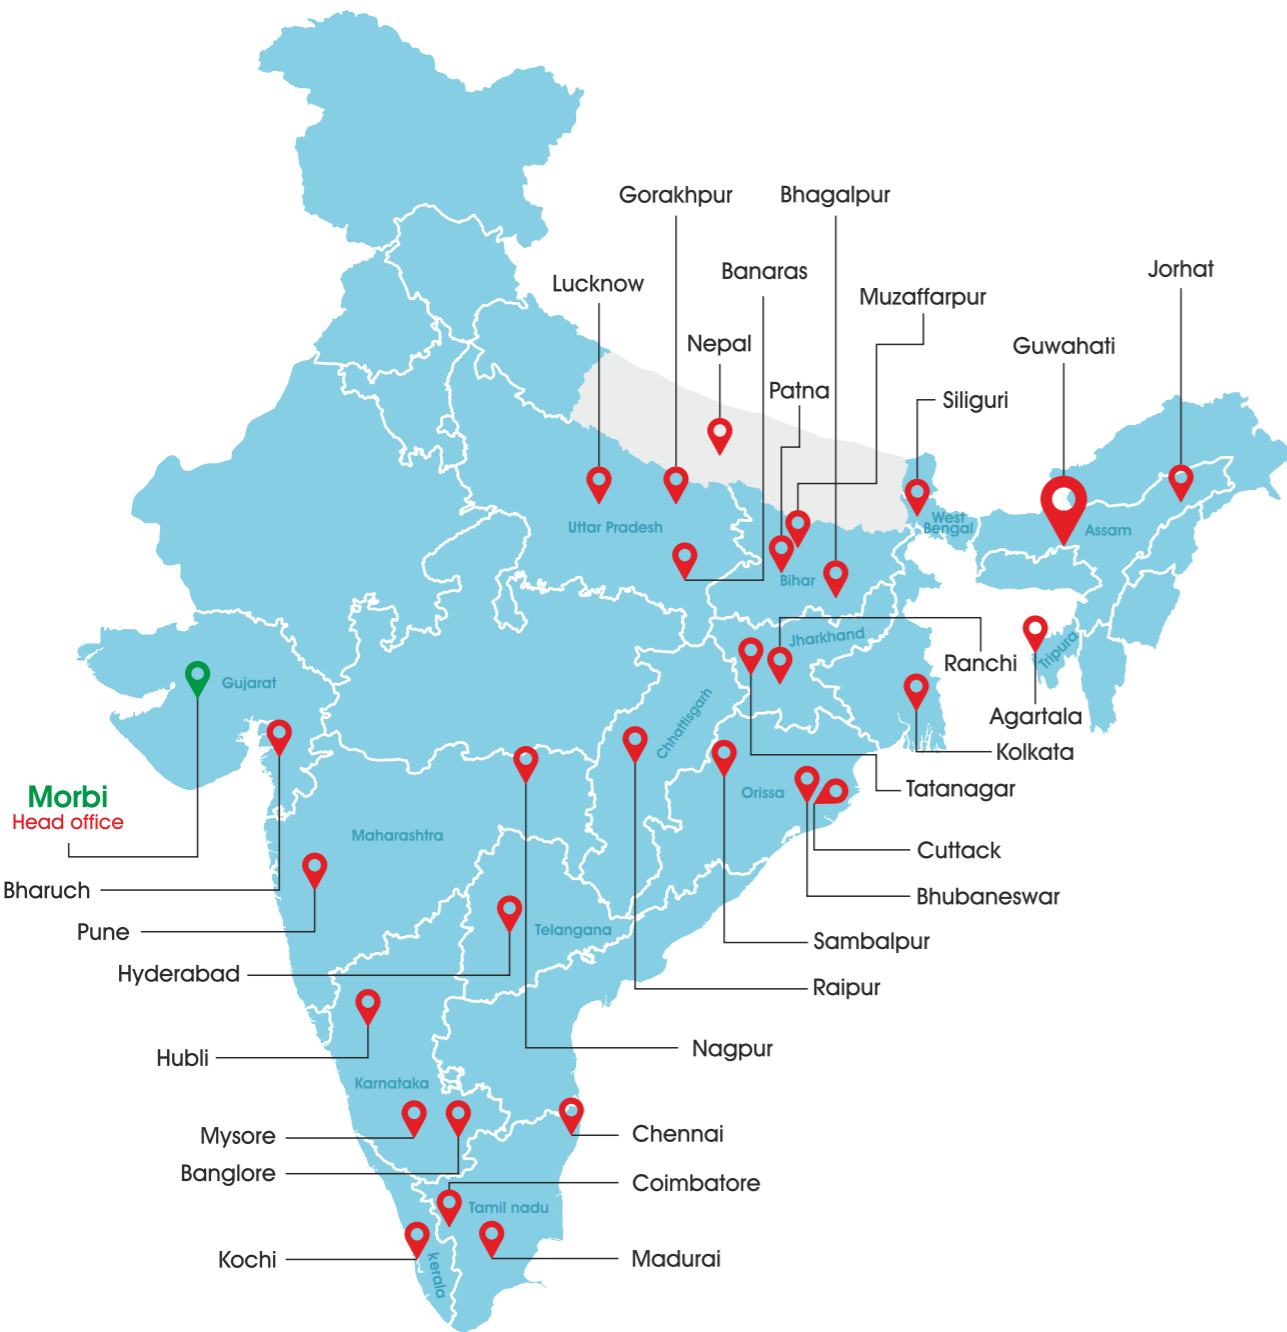 Gorakhpur
Bhagalpur
Jorhat
Banaras
Lucknow
Muzaffarpur
Nepal
Guwahati
Patna
Siliguri
Uttar Pradesh
West
Bengal
Assam
Bihar
Jharkhand
Tripura
Ranchi
Gujarat
Agartala
Chhattisgarh
Kolkata
Tatanagar
Orissa
Morbi
Head office
Maharashtra
Cuttack
Bharuch
Bhubaneswar
Pune
Telangana
Sambalpur
Hyderabad
Raipur
Nagpur
Hubli
Karnataka
Mysore
Chennai
Banglore
Coimbatore
Tamil nadu
Kochi
Madurai
kerala